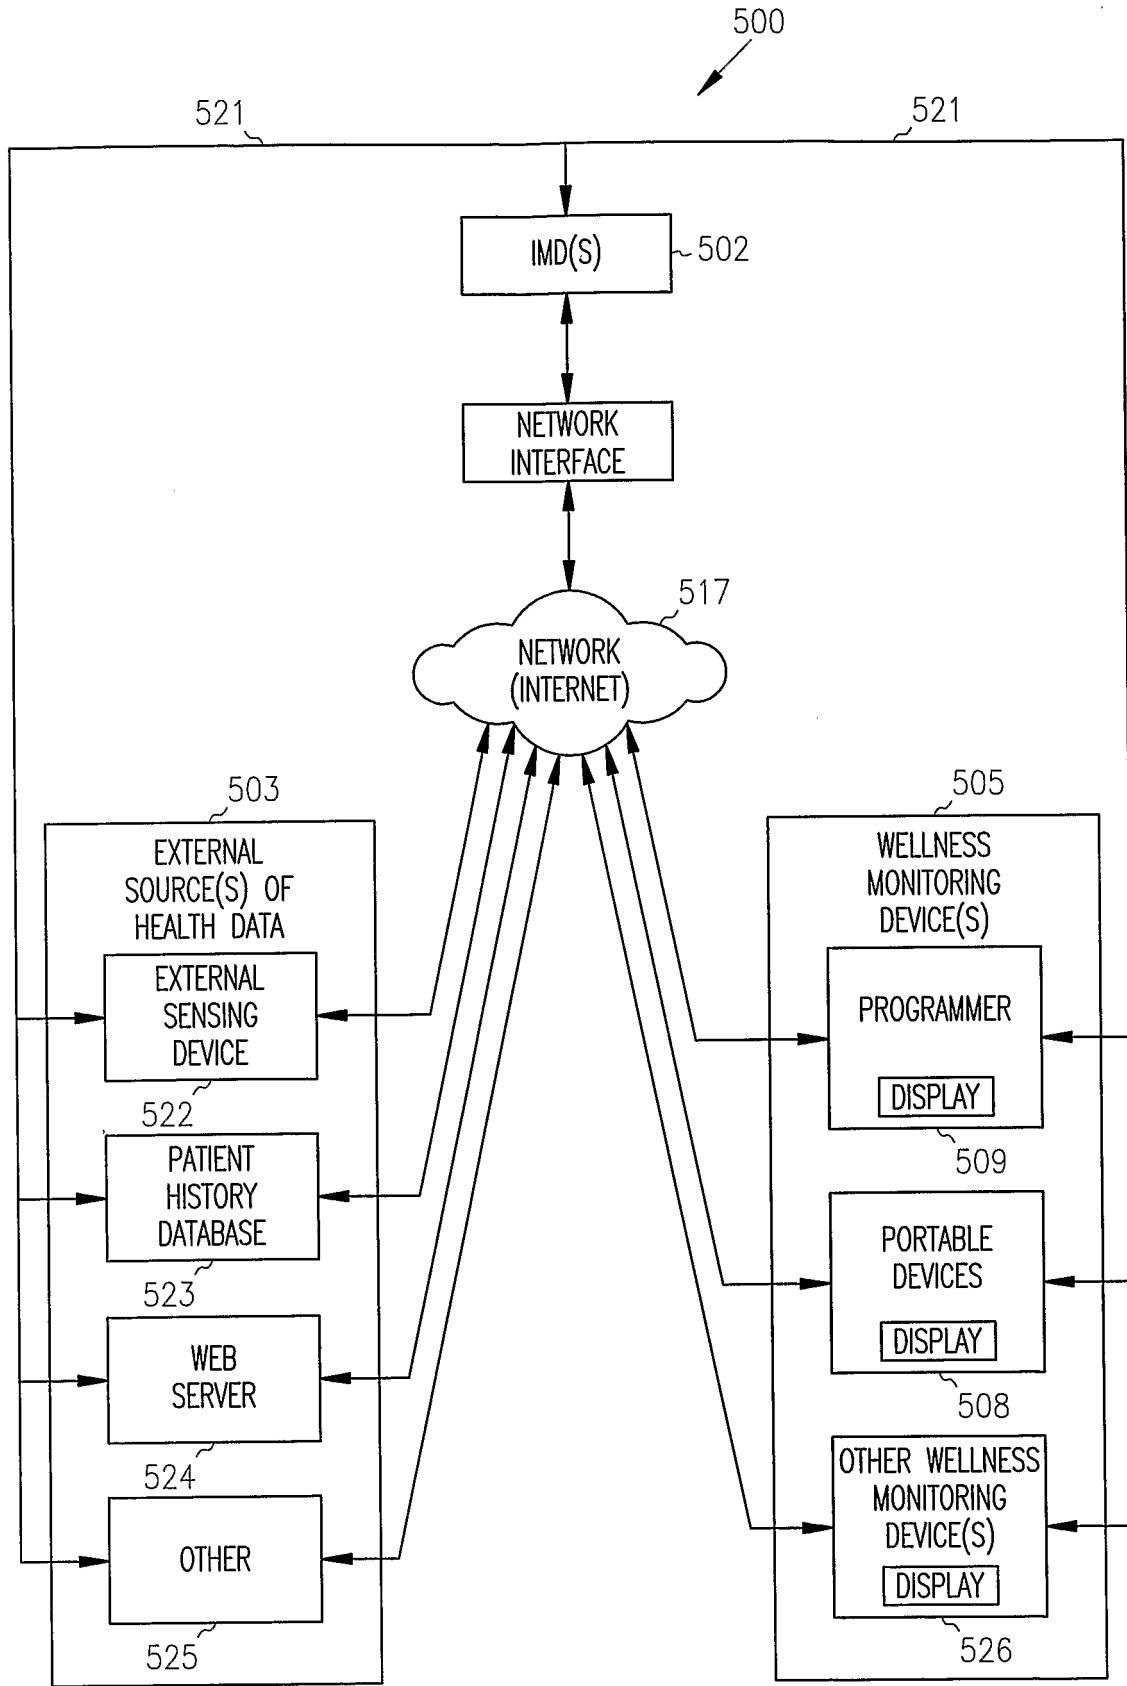 500
521
521
IMD(S)
502
NETWORK
INTERFACE
517
NETWORK
(INTERNET)
503
EXTERNAL
SOURCE(S) OF
HEALTH DATA
EXTERNAL
SENSING
DEVICE
522
PATIENT
HISTORY
DATABASE
523
WEB
SERVER
524
OTHER
525
505
WELLNESS
MONITORING
DEVICE(S)
PROGRAMMER
DISPLAY
509
PORTABLE
DEVICES
DISPLAY
508
OTHER WELLNESS
MONITORING
DEVICE(S)
DISPLAY
526